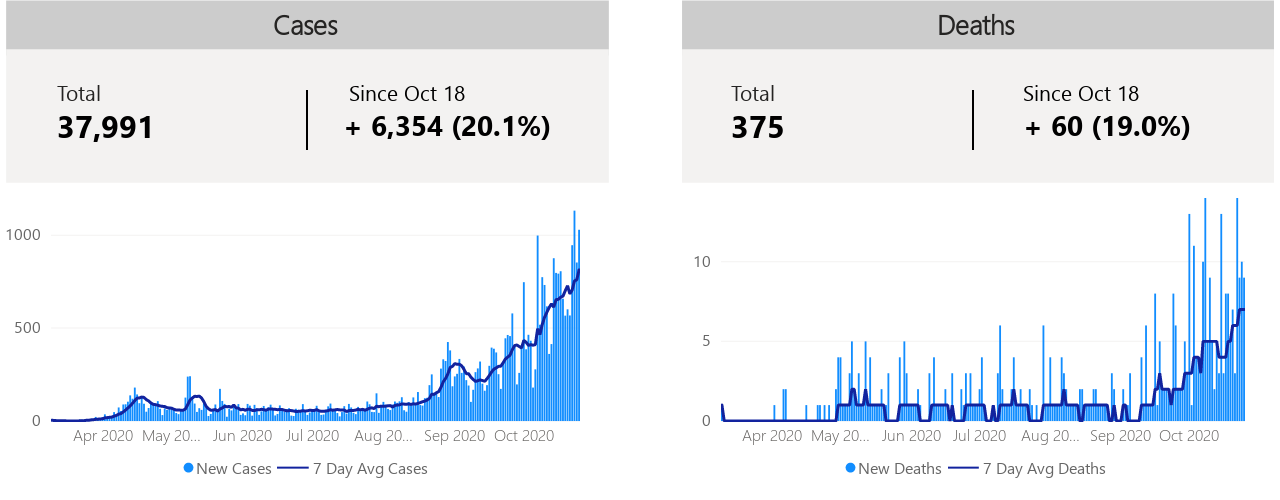 Cases
Total
37,991
Since Oct 18
+ 6,354 (20.1%)
1000
500
0
Apr 2020 May 20... Jun 2020 Jul 2020 Aug 20... Sep 2020 Oct 2020
New Cases 7 Day Avg Cases
Deaths
Total
375
Since Oct 18
+ 60 (19.0%)
10
5
0
Apr 2020 May 20... Jun 2020 Jul 2020 Aug 20... Sep 2020 Oct 2020
New Deaths 7 Day Avg Deaths